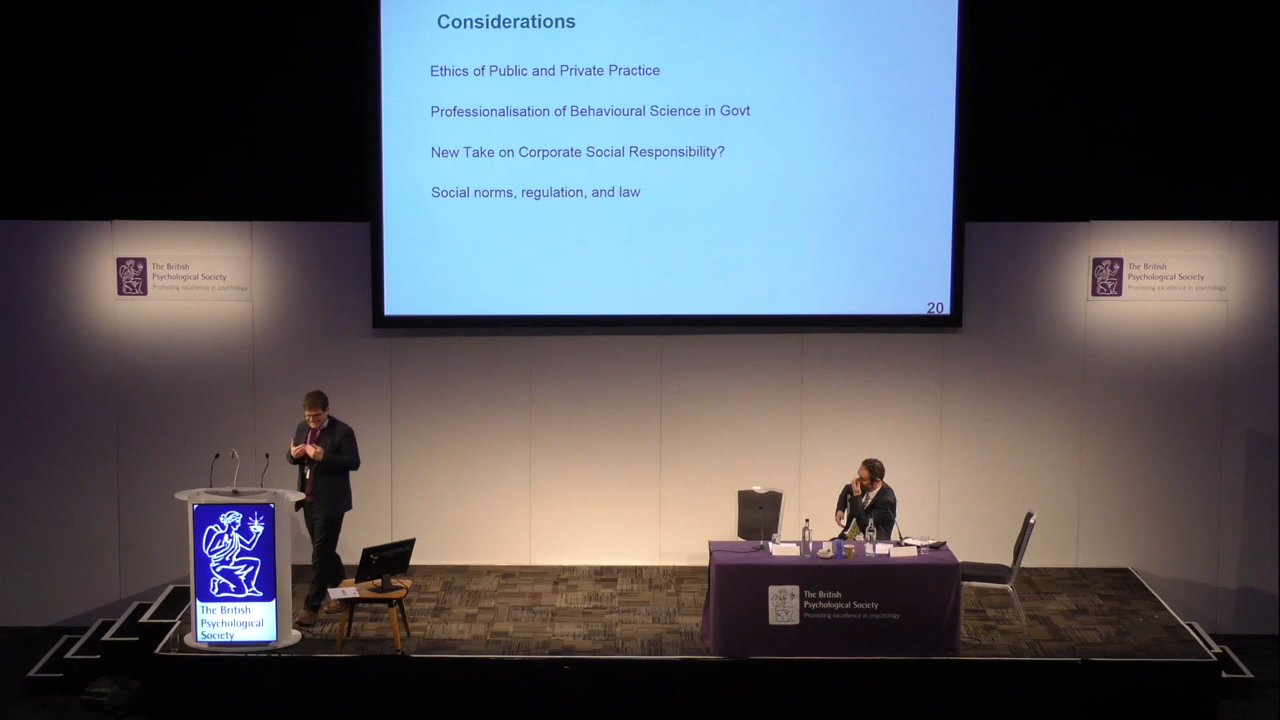 Considerations
Ethics of Public and Private Practice
Professionalisation of Behavioural Science in Govt
New Take on Corporate Social Responsibility?
Social norms, regulation, and law
20
The British
Psychological Society
Promoting excellence in psychology
The British
Psychological Society
Promoting excellence in psychology
The British
Psychological
Society
The British
Psychological Society
Promoting excellence in psychology